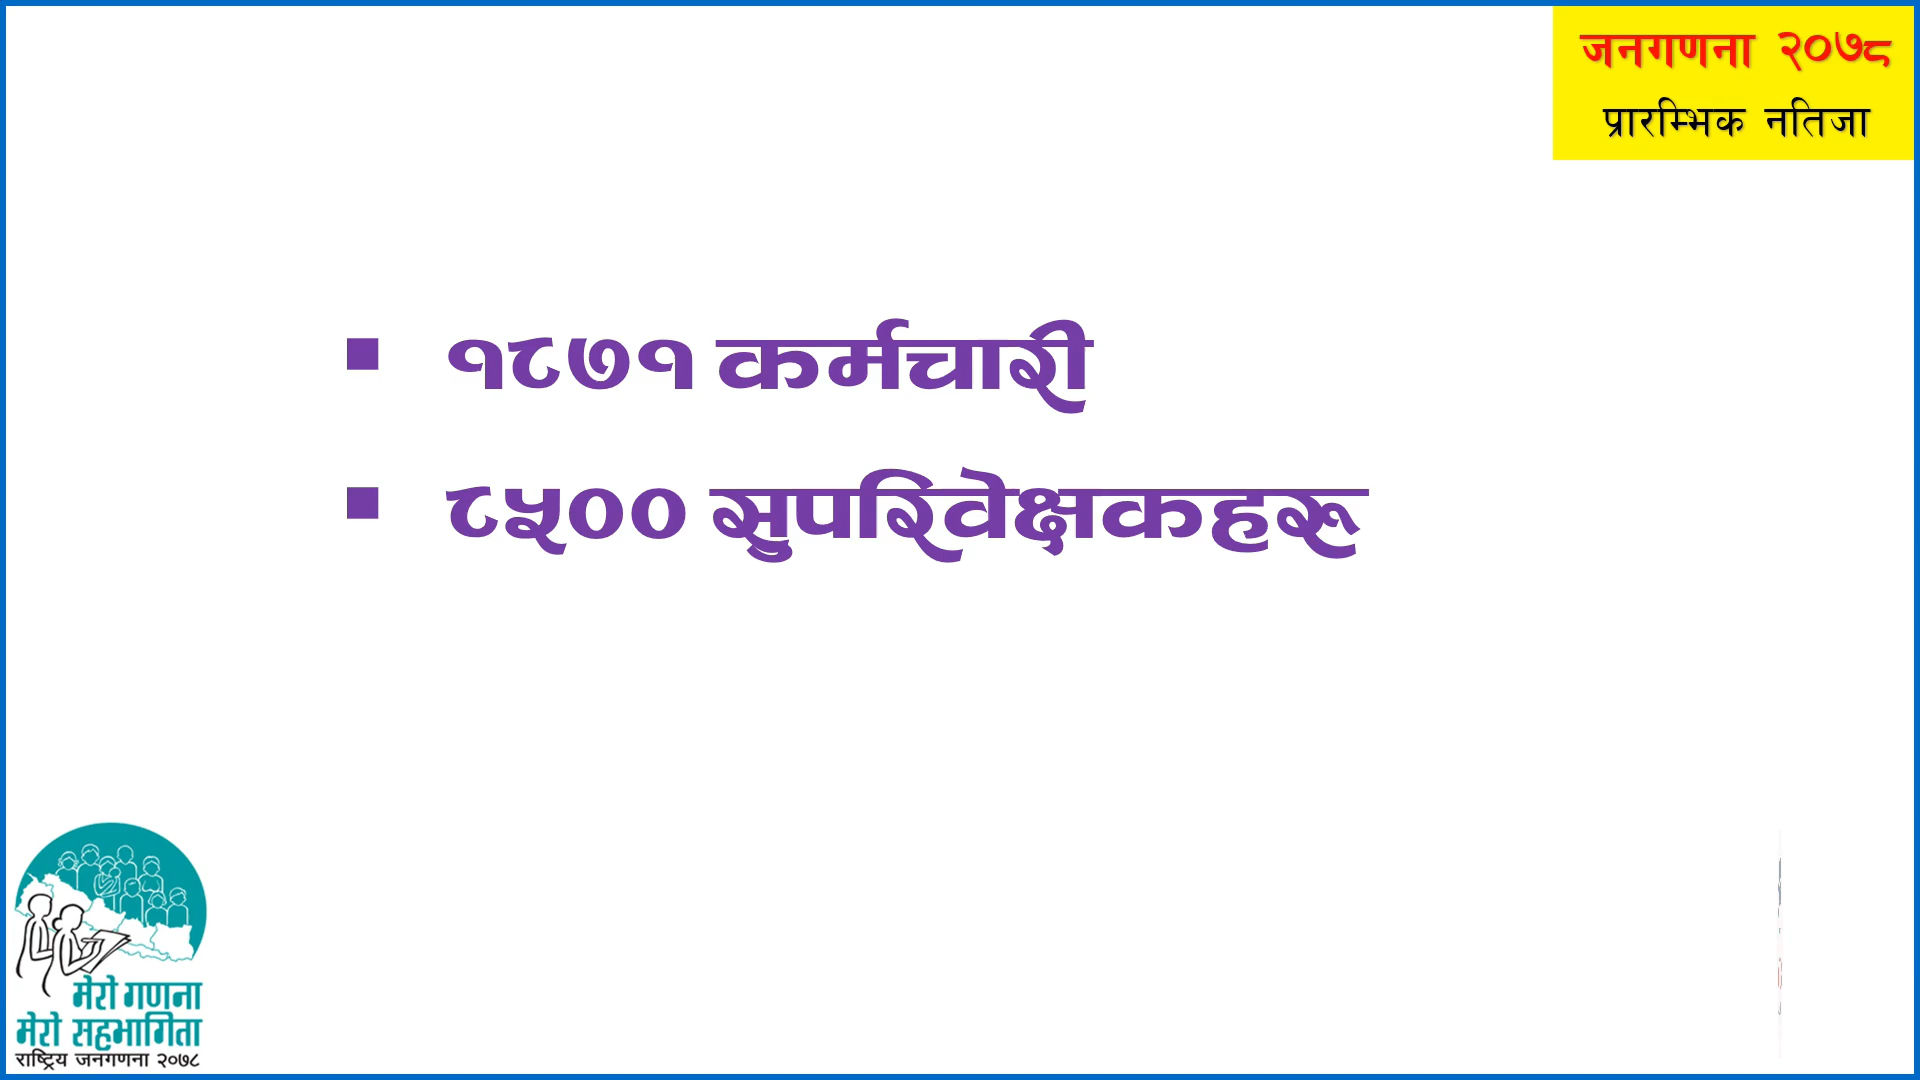 जनगणना २०७८
प्रारम्भिक नतिजा
▪ १८७१ कर्मचारी
▪ ८५०० सुपरिवेक्षकहरू
मेरो गणना
मेरो सहभागिता
राष्ट्रिय जनगणना २०७८